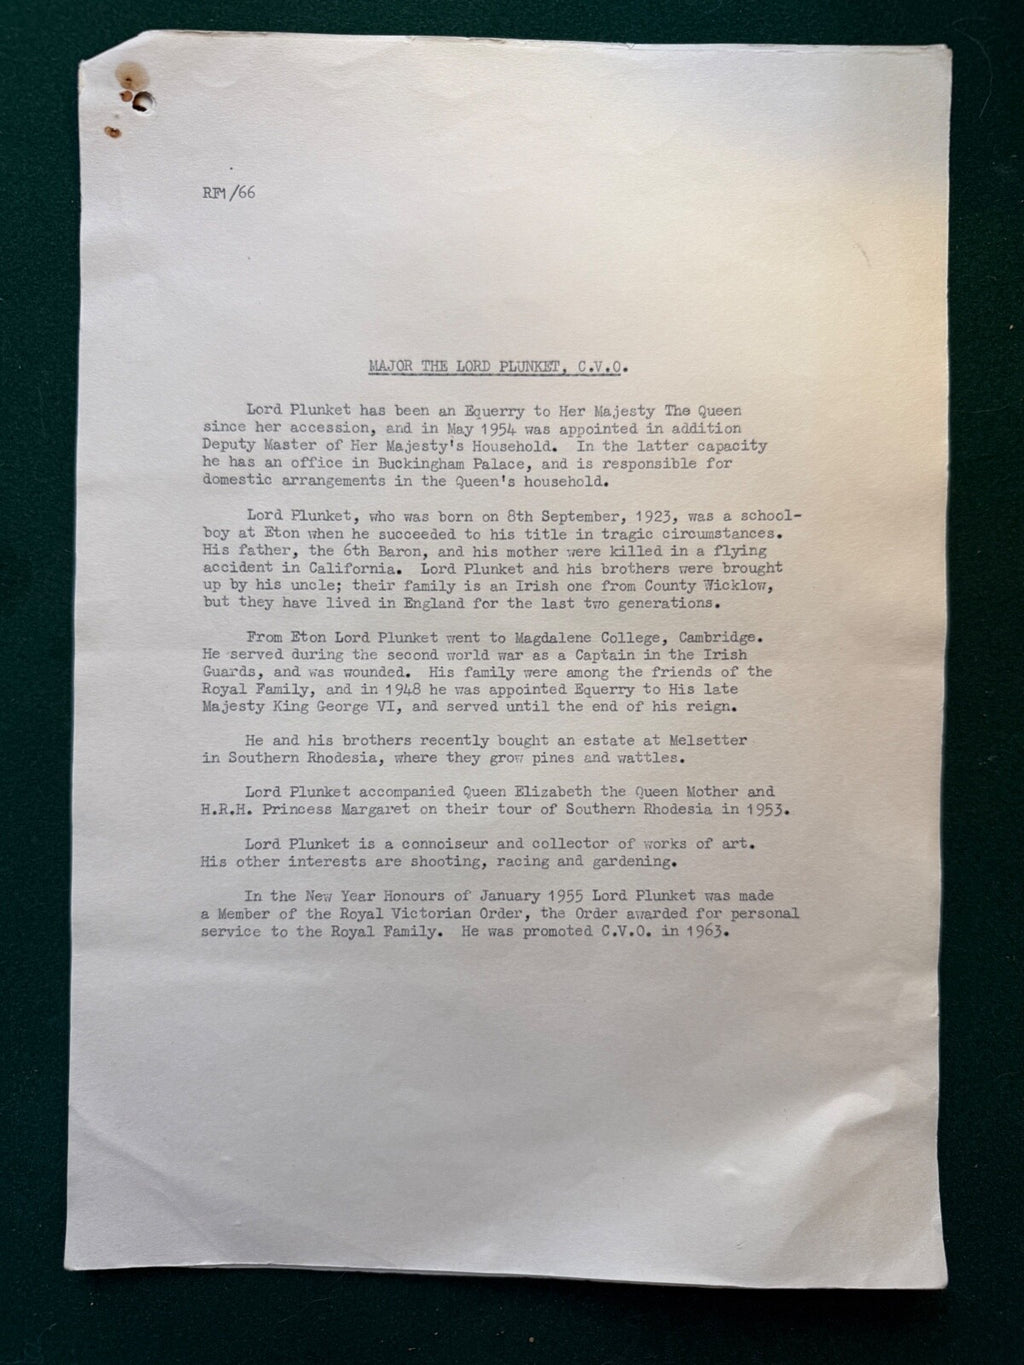 RFM/66
MAJOR THE LORD PLUNKET, C.V.O.
Lord Plunket has been an Equerry to Her Majesty The Queen
since her accession, and in May 1954 was appointed in addition
Deputy Master of Her Majesty's Household. In the latter capacity
he has an office in Buckingham Palace, and is responsible for
domestic arrangements in the Queen's household.
Lord Plunket, who was born on 8th September, 1923, was a school-
boy at Eton when he succeeded to his title in tragic circumstances.
His father, the 6th Baron, and his mother were killed in a flying
accident in California. Lord Plunket and his brothers were brought
up by his uncle; their family is an Irish one from County Wicklow,
but they have lived in England for the last two generations.
From Eton Lord Plunket went to Magdalene College, Cambridge.
He served during the second world war as a Captain in the Irish
Guards, and was wounded. His family were among the friends of the
Royal Family, and in 1948 he was appointed Equerry to His late
Majesty King George VI, and served until the end of his reign.
He and his brothers recently bought an estate at Melsetter
in Southern Rhodesia, where they grow pines and wattles.
Lord Plunket accompanied Queen Elizabeth the Queen Mother and
H.R.H. Princess Margaret on their tour of Southern Rhodesia in 1953.
Lord Plunket is a connoiseur and collector of works of art.
His other interests are shooting, racing and gardening.
In the New Year Honours of January 1955 Lord Plunket was made
a Member of the Royal Victorian Order, the Order awarded for personal
service to the Royal Family. He was promoted C.V.O. in 1963.